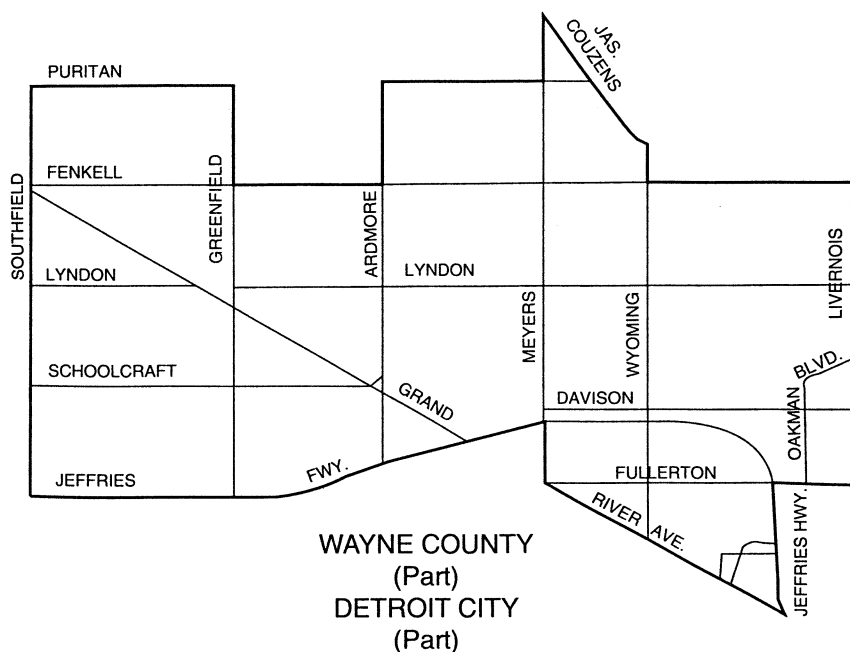 JAS.
COUZENS
PURITAN
FENKELL
SOUTHFIELD
GREENFIELD
ARDMORE
LYNDON
LYNDON
LIVERNOIS
MEYERS
WYOMING
SCHOOLCRAFT
GRAND
BLVD.
DAVISON
OAKMAN
JEFFRIES
FWY.
FULLERTON
RIVER AVE.
JEFFRIES HWY.
WAYNE COUNTY
(Part)
DETROIT CITY
(Part)